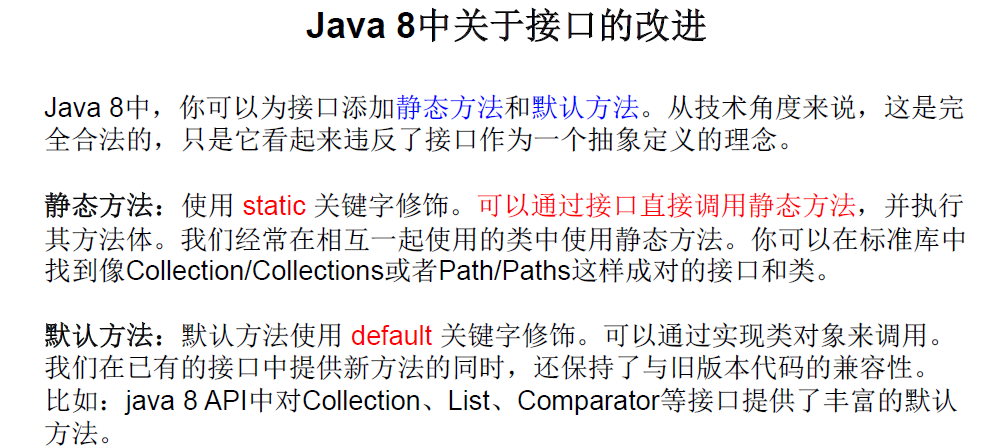 Java 8中关于接口的改进
Java 8中，你可以为接口添加静态方法和默认方法。从技术角度来说，这是完
全合法的，只是它看起来违反了接口作为一个抽象定义的理念。
静态方法：使用 static 关键字修饰。可以通过接口直接调用静态方法，并执行
其方法体。我们经常在相互一起使用的类中使用静态方法。你可以在标准库中
找到像Collection/Collections或者Path/Paths这样成对的接口和类。
默认方法：默认方法使用 default 关键字修饰。可以通过实现类对象来调用。
我们在已有的接口中提供新方法的同时，还保持了与旧版本代码的兼容性。
比如：java 8 API中对Collection、List、Comparator等接口提供了丰富的默认
方法。